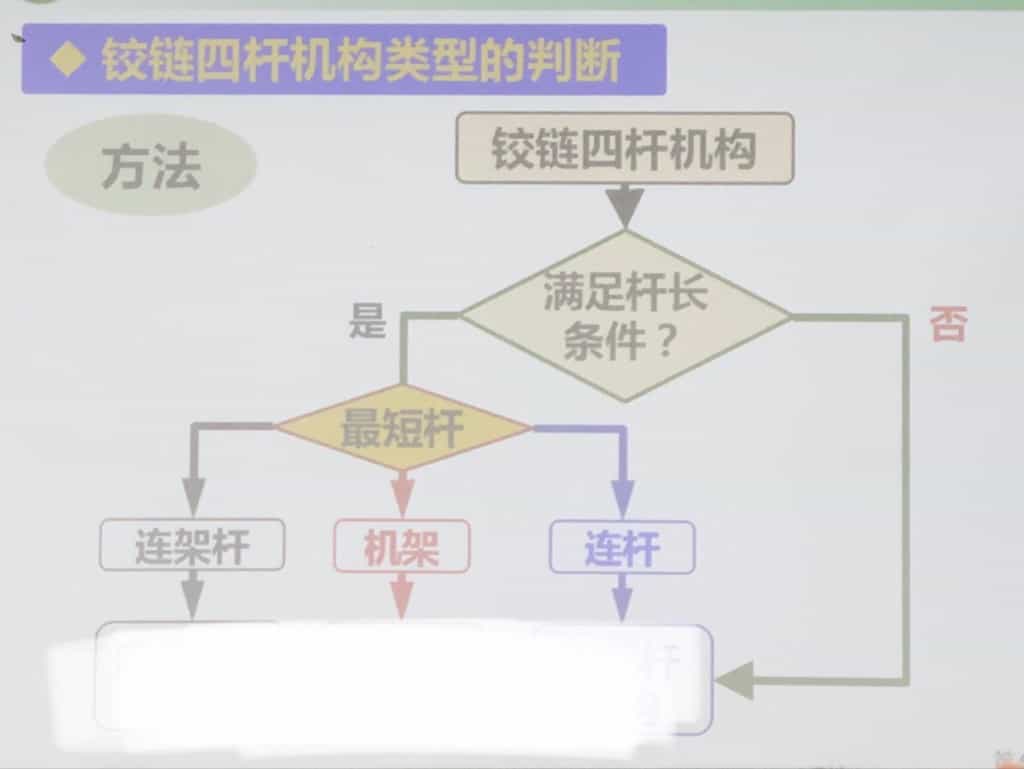 ◆ 铰链四杆机构类型的判断
方法
铰链四杆机构
满足杆长
条件？
是
否
最短杆
连架杆
机架
连杆
杆